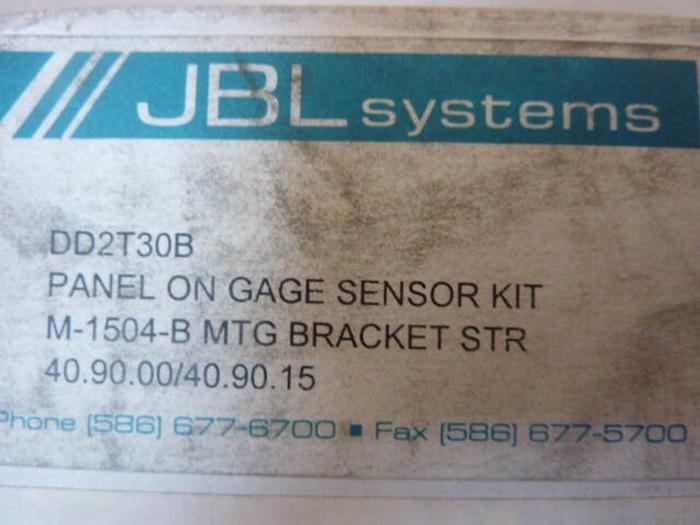 JBL systems
DD2T30B
PANEL ON GAGE SENSOR KIT
M-1504-B MTG BRACKET STR
40.90.00/40.90.15
Phone (586) 677-6700 ▪ Fax (586) 677-5700